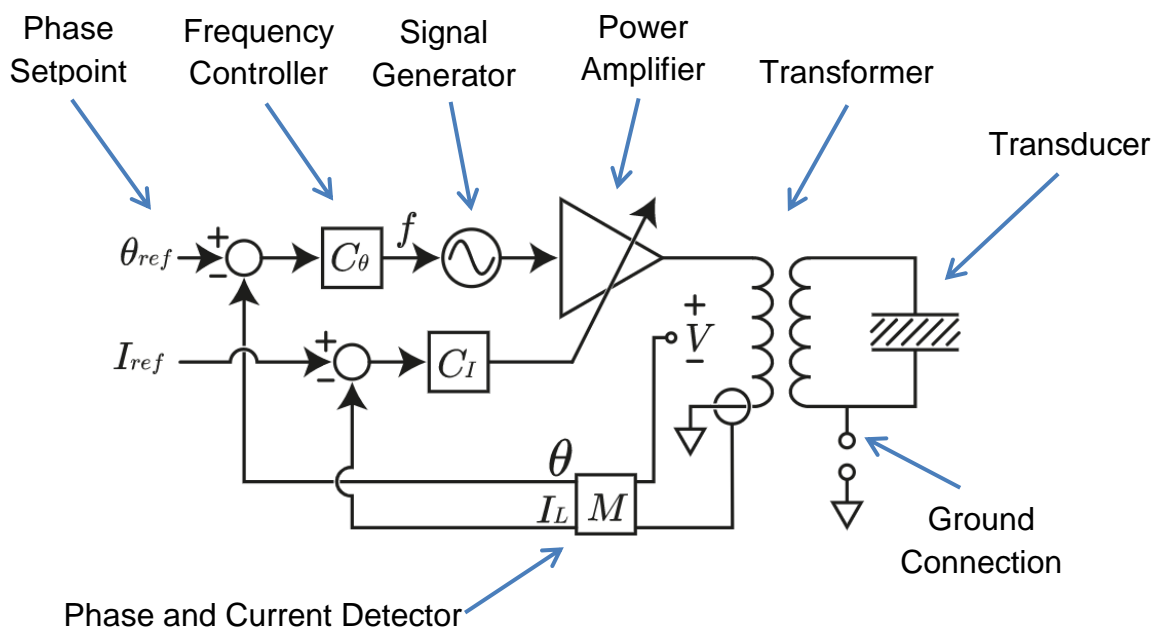 Phase
Setpoint
Frequency
Controller
Signal
Generator
Power
Amplifier
Transformer
Transducer
θref
+
−
Cθ
f
+
V
−
Iref
+
−
CI
θ
IL
M
Ground
Connection
Phase and Current Detector